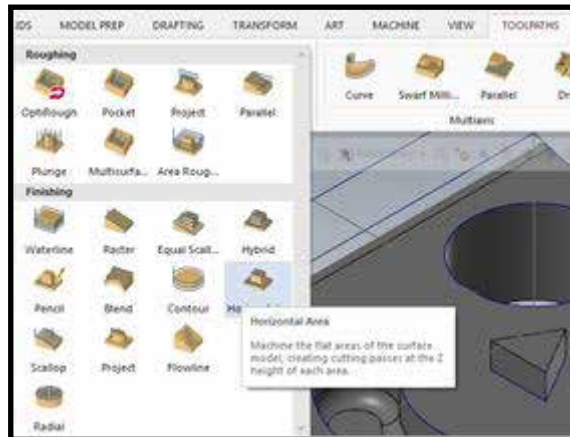 MODEL PREP DRAFTING TRANSFORM ART MACHINE VIEW TOOLPATHS
Roughing
OptiRough Pocket Project Parallel
Plunge Multisurfa... Area Roug...
Curve Swarf Milli... Parallel
Multiaxis
Finishing
Waterline Raster Equal Scall... Hybrid
Pencil Blend Contour
Horizontal Area
Machine the flat areas of the surface
model, creating cutting passes at the Z
height of each area.
Scallop Project Flowline
Radial